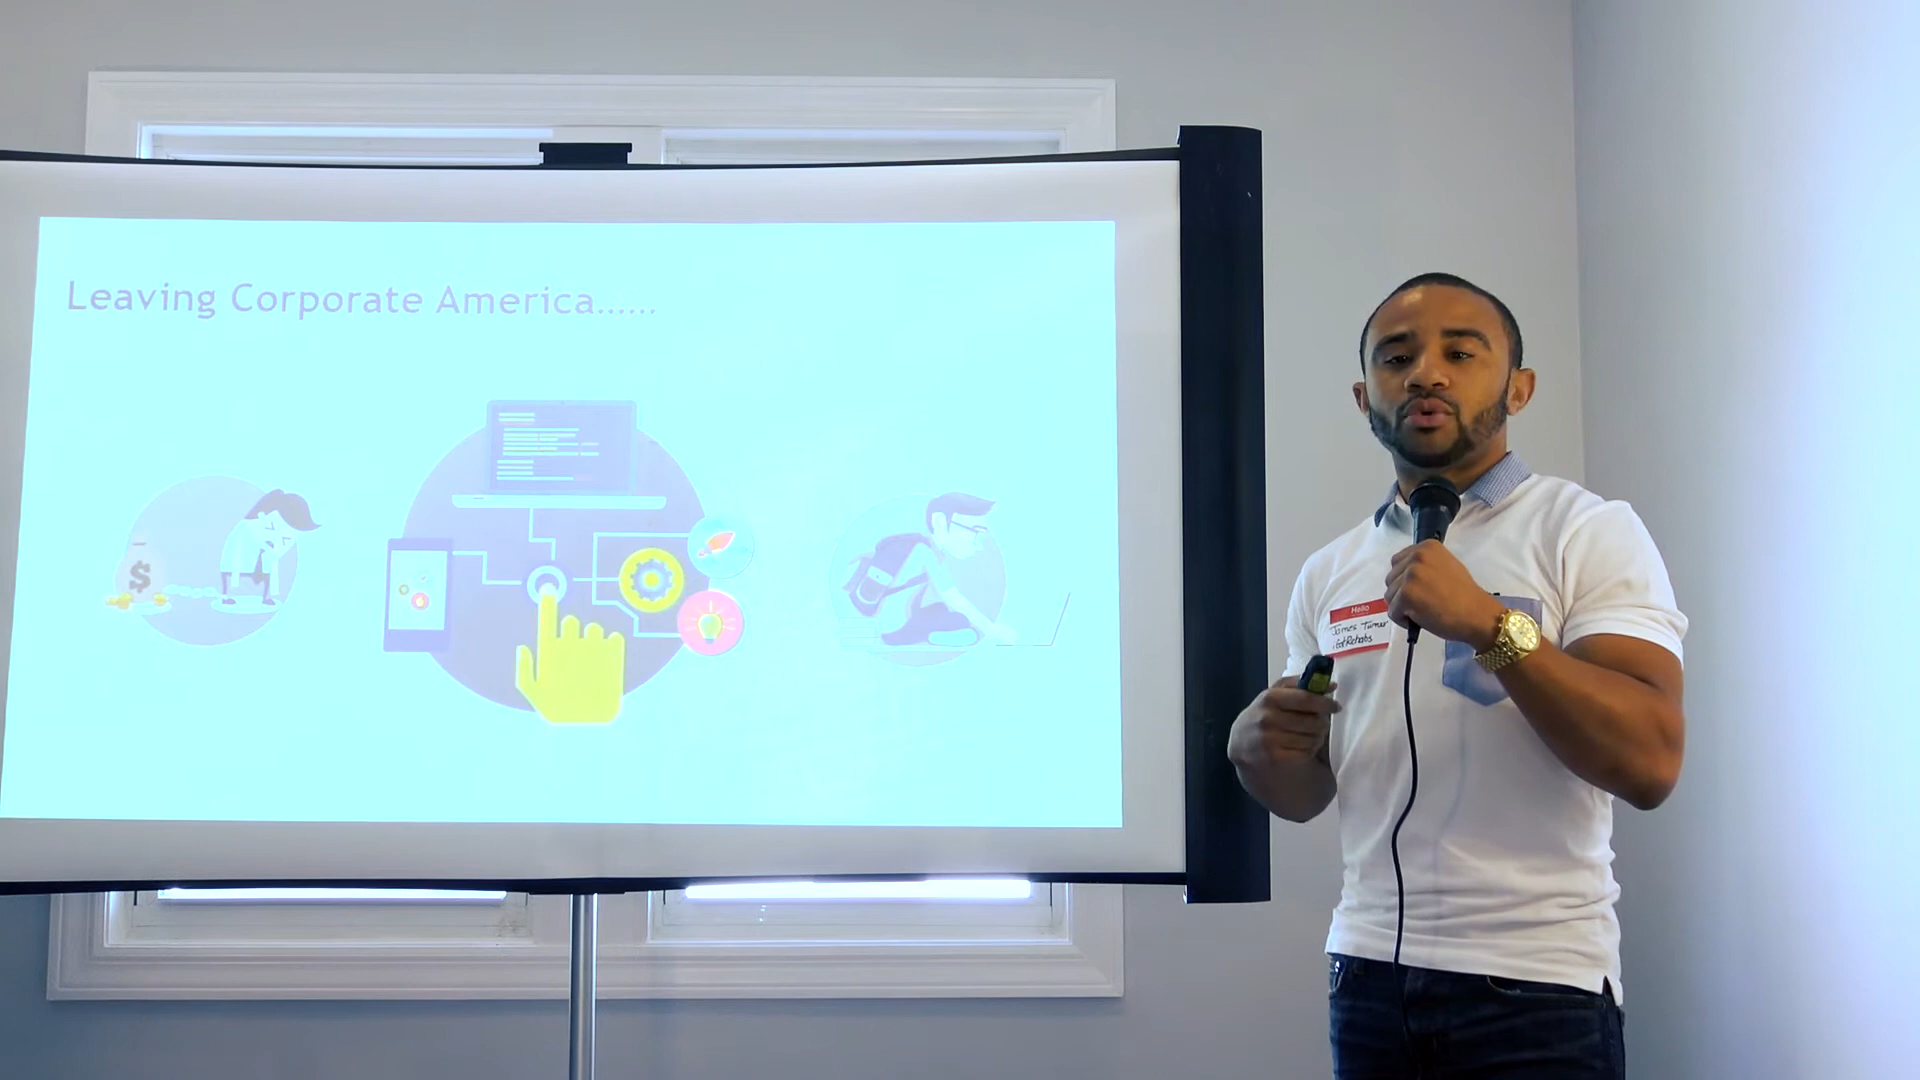 Leaving Corporate America......
$
Hello
James Turner